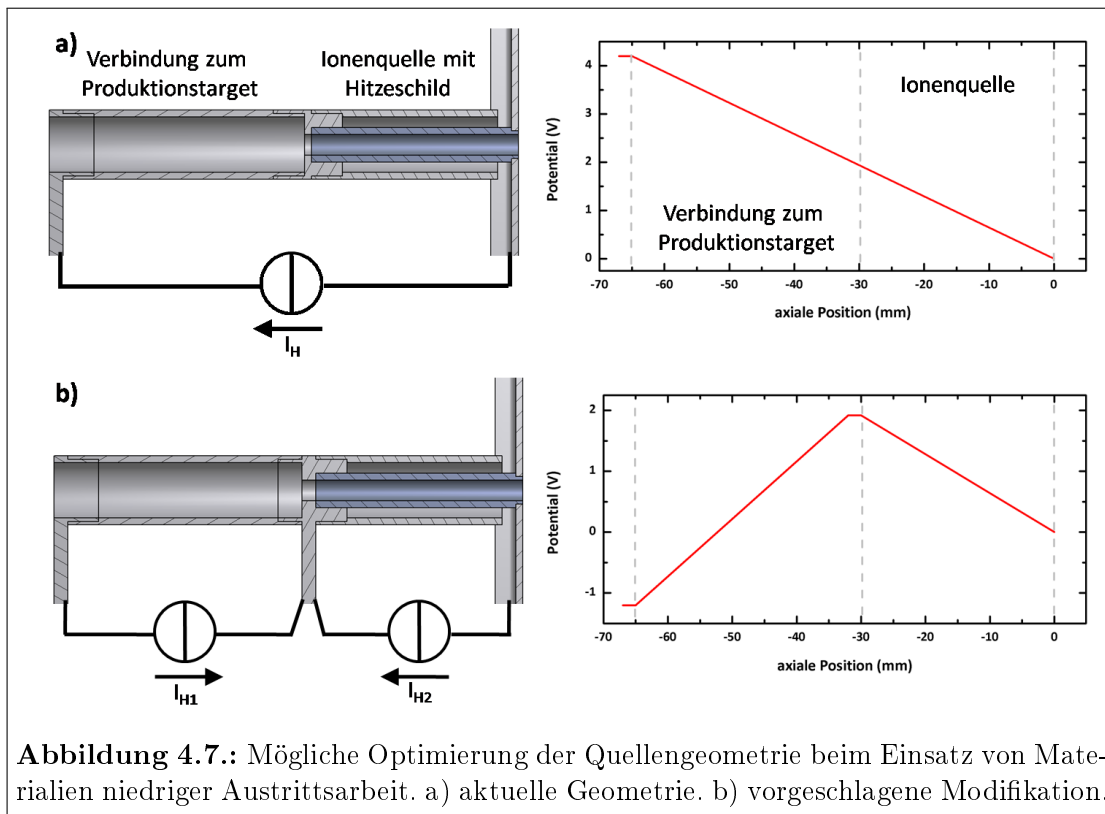 a)
Verbindung zum
Produktionstarget
Ionenquelle mit
Hitzeschild
I_H
Potential (V)
4
3
2
1
0
Ionenquelle
Verbindung zum
Produktionstarget
-70 -60 -50 -40 -30 -20 -10 0
axiale Position (mm)
b)
I_H1
I_H2
Potential (V)
2
1
0
-1
-70 -60 -50 -40 -30 -20 -10 0
axiale Position (mm)
Abbildung 4.7.: Mögliche Optimierung der Quellengeometrie beim Einsatz von Mate-
rialien niedriger Austrittsarbeit. a) aktuelle Geometrie. b) vorgeschlagene Modifikation.